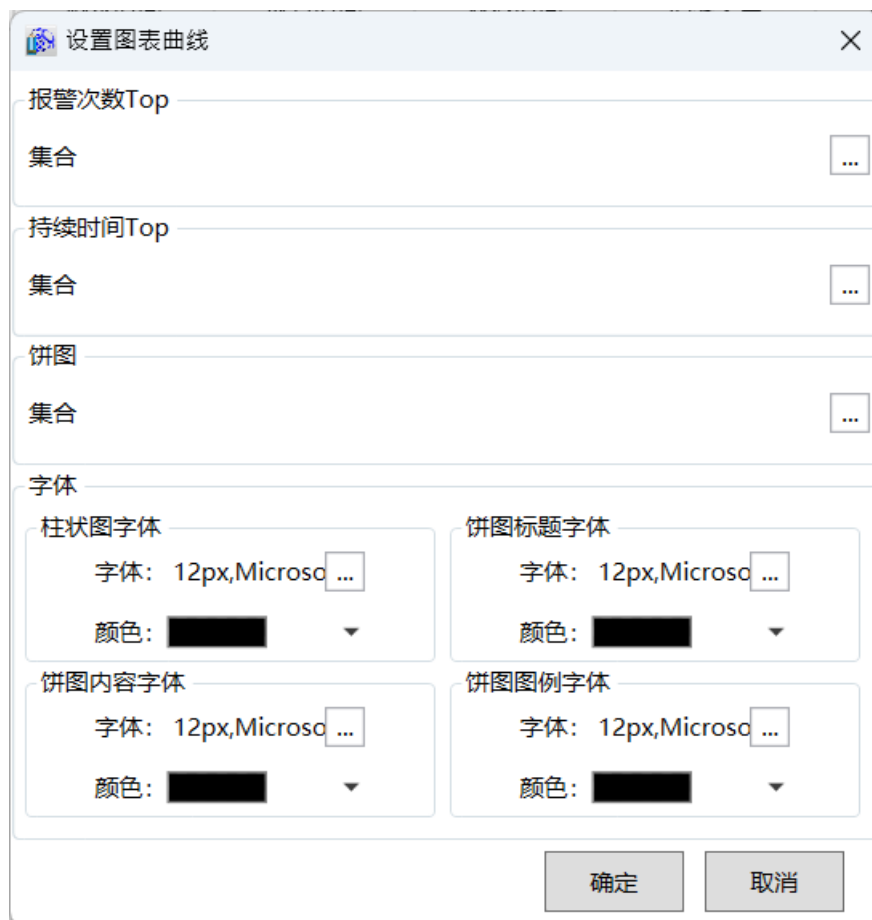 设置图表曲线
报警次数Top
集合
...
持续时间Top
集合
...
饼图
集合
...
字体
柱状图字体
饼图标题字体
字体： 12px,Microso ...
字体： 12px,Microso ...
颜色：
颜色：
饼图内容字体
饼图图例字体
字体： 12px,Microso ...
字体： 12px,Microso ...
颜色：
颜色：
确定
取消